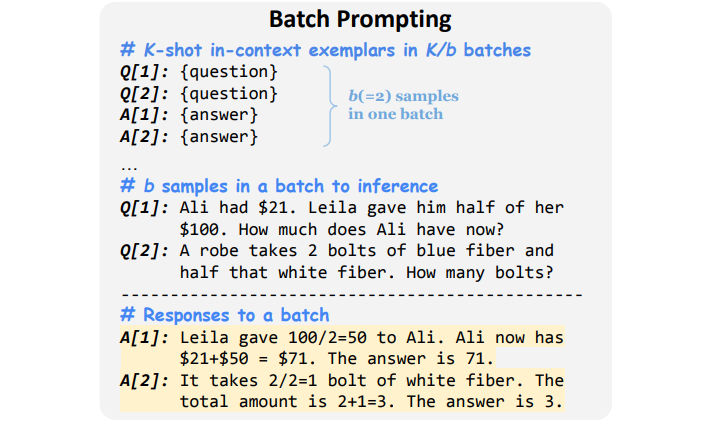 Batch Prompting
# K-shot in-context exemplars in K/b batches
Q[1]: {question}
Q[2]: {question}
A[1]: {answer}
A[2]: {answer}
b(=2) samples
in one batch
...
# b samples in a batch to inference
Q[1]: Ali had $21. Leila gave him half of her
$100. How much does Ali have now?
Q[2]: A robe takes 2 bolts of blue fiber and
half that white fiber. How many bolts?
------------------------------------------------
# Responses to a batch
A[1]: Leila gave 100/2=50 to Ali. Ali now has
$21+$50 = $71. The answer is 71.
A[2]: It takes 2/2=1 bolt of white fiber. The
total amount is 2+1=3. The answer is 3.